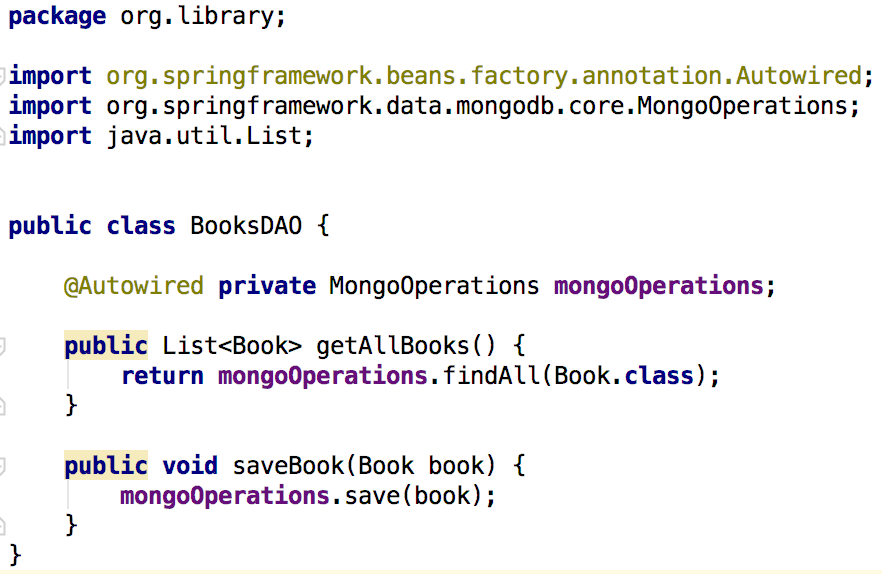 package org.library;
import org.springframework.beans.factory.annotation.Autowired;
import org.springframework.data.mongodb.core.MongoOperations;
import java.util.List;
public class BooksDAO {
@Autowired private MongoOperations mongoOperations;
public List<Book> getAllBooks() {
return mongoOperations.findAll(Book.class);
}
public void saveBook(Book book) {
mongoOperations.save(book);
}
}